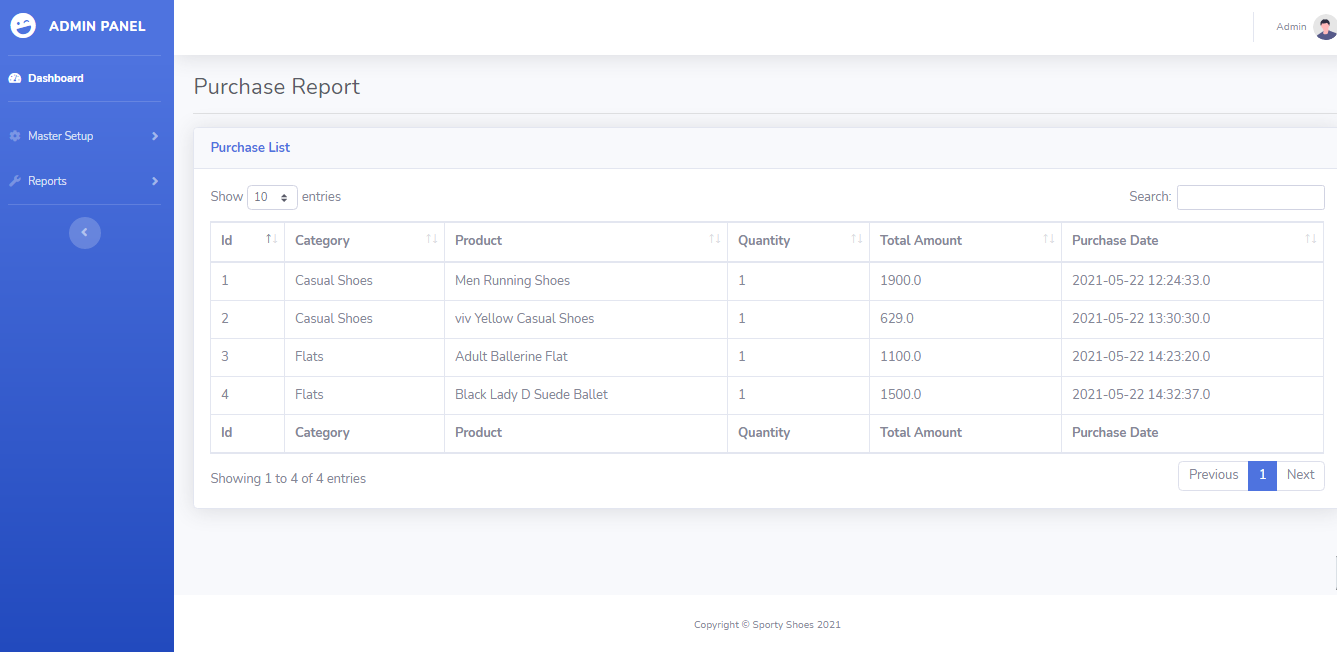 ADMIN PANEL
Admin
Dashboard
Master Setup
Reports
Purchase Report
Purchase List
Show 10 entries
Search:
Id Category Product Quantity Total Amount Purchase Date
1 Casual Shoes Men Running Shoes 1 1900.0 2021-05-22 12:24:33.0
2 Casual Shoes viv Yellow Casual Shoes 1 629.0 2021-05-22 13:30:30.0
3 Flats Adult Ballerine Flat 1 1100.0 2021-05-22 14:23:20.0
4 Flats Black Lady D Suede Ballet 1 1500.0 2021-05-22 14:32:37.0
Id Category Product Quantity Total Amount Purchase Date
Showing 1 to 4 of 4 entries
Previous 1 Next
Copyright © Sporty Shoes 2021